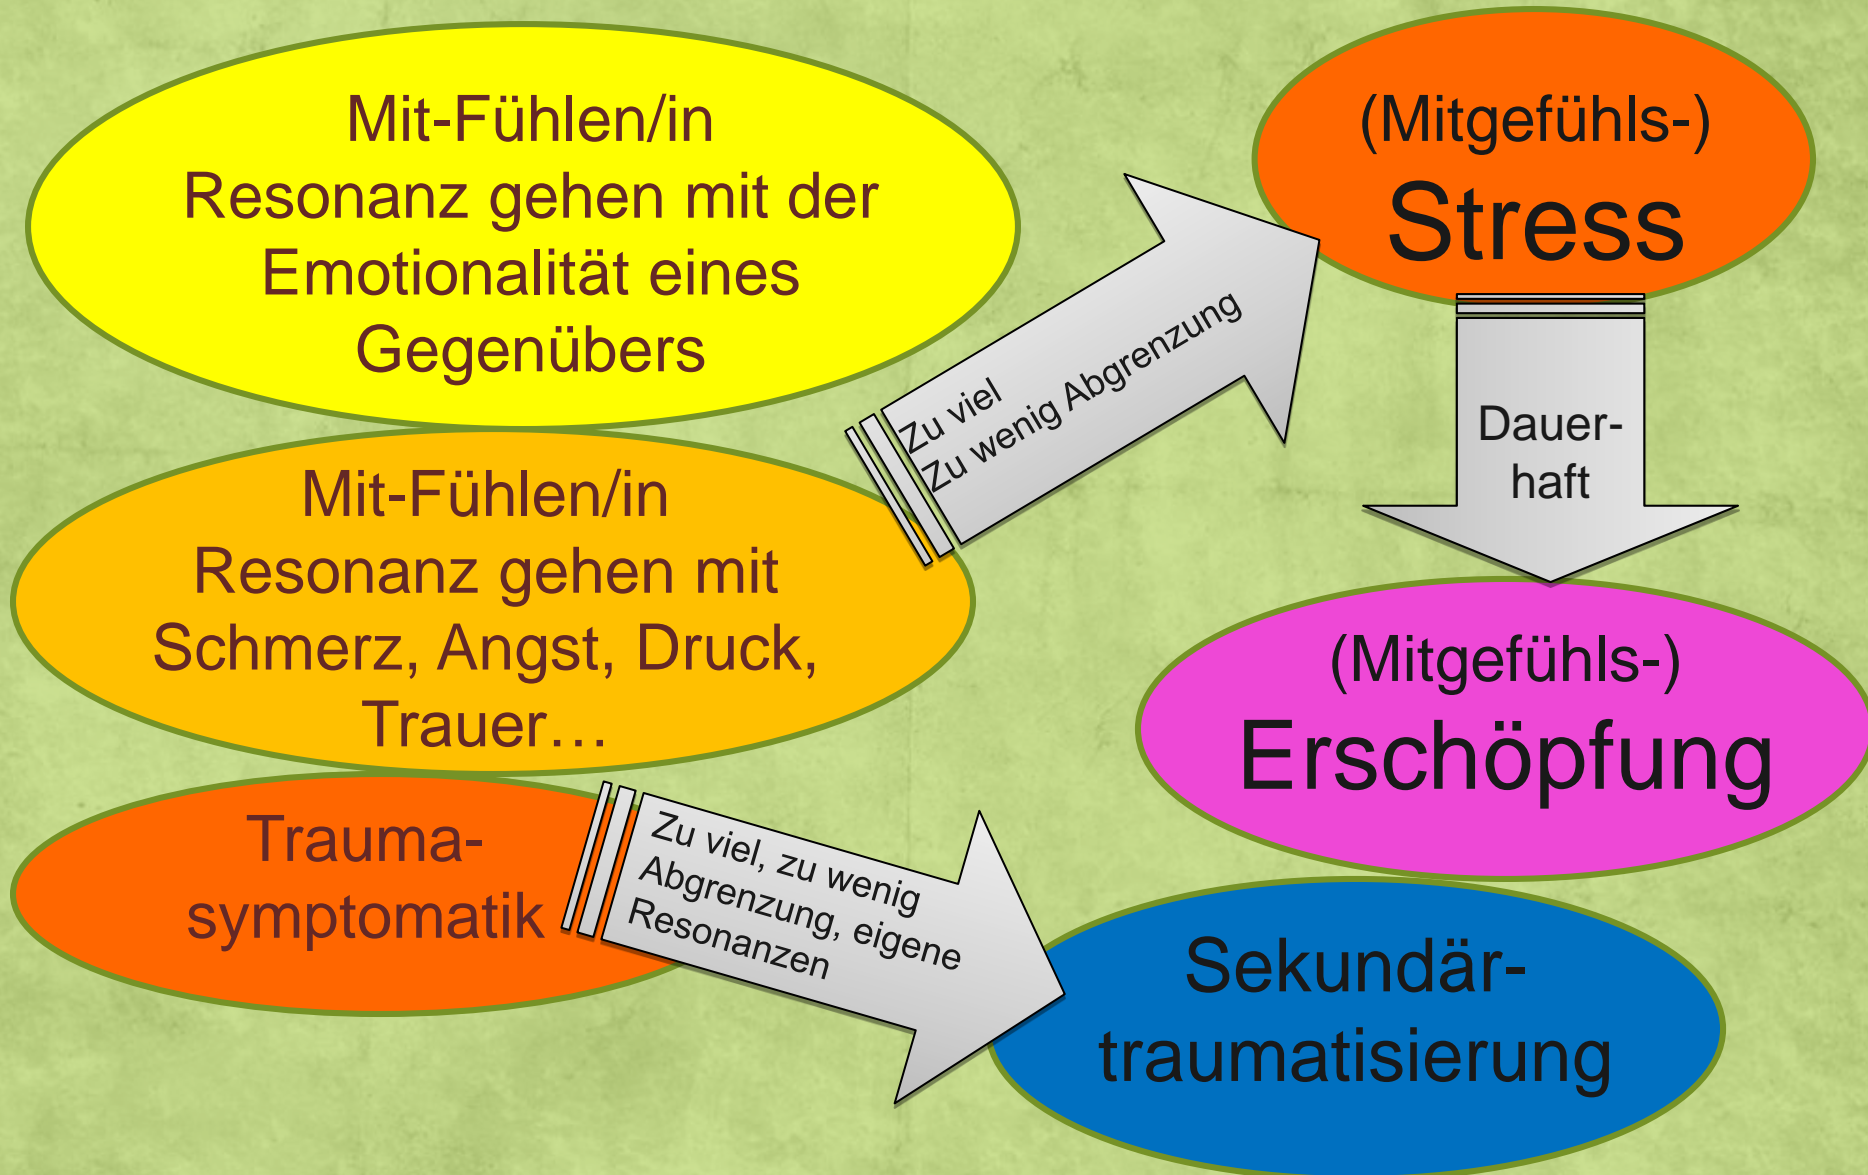 Mit-Fühlen/in
Resonanz gehen mit der
Emotionalität eines
Gegenübers
Mit-Fühlen/in
Resonanz gehen mit
Schmerz, Angst, Druck,
Trauer…
Trauma-
symptomatik
Zu viel
Zu wenig Abgrenzung
Zu viel, zu wenig
Abgrenzung, eigene
Resonanzen
(Mitgefühls-)
Stress
Dauer-
haft
(Mitgefühls-)
Erschöpfung
Sekundär-
traumatisierung